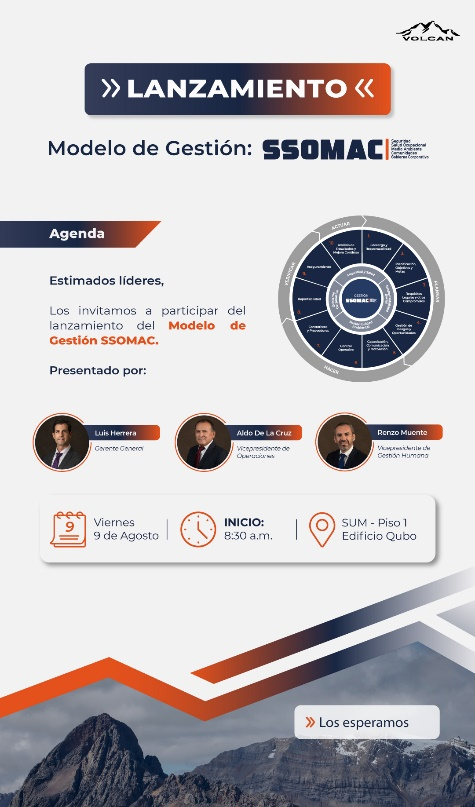 VOLCAN
» LANZAMIENTO «
Modelo de Gestión: SSOMAC
Seguridad
Salud Ocupacional
Medio Ambiente
Comunidades
Gobierno Corporativo
Agenda
Estimados líderes,
Los invitamos a participar del
lanzamiento del Modelo de
Gestión SSOMAC.
Presentado por:
ACTUAR
PLANEAR
HACER
VERIFICAR
GESTIÓN
SSOMAC
Luis Herrera
Gerente General
Aldo De La Cruz
Vicepresidente de
Operaciones
Renzo Muente
Vicepresidente de
Gestión Humana
9
Viernes
9 de Agosto
INICIO:
8:30 a.m.
SUM - Piso 1
Edificio Qubo
» Los esperamos